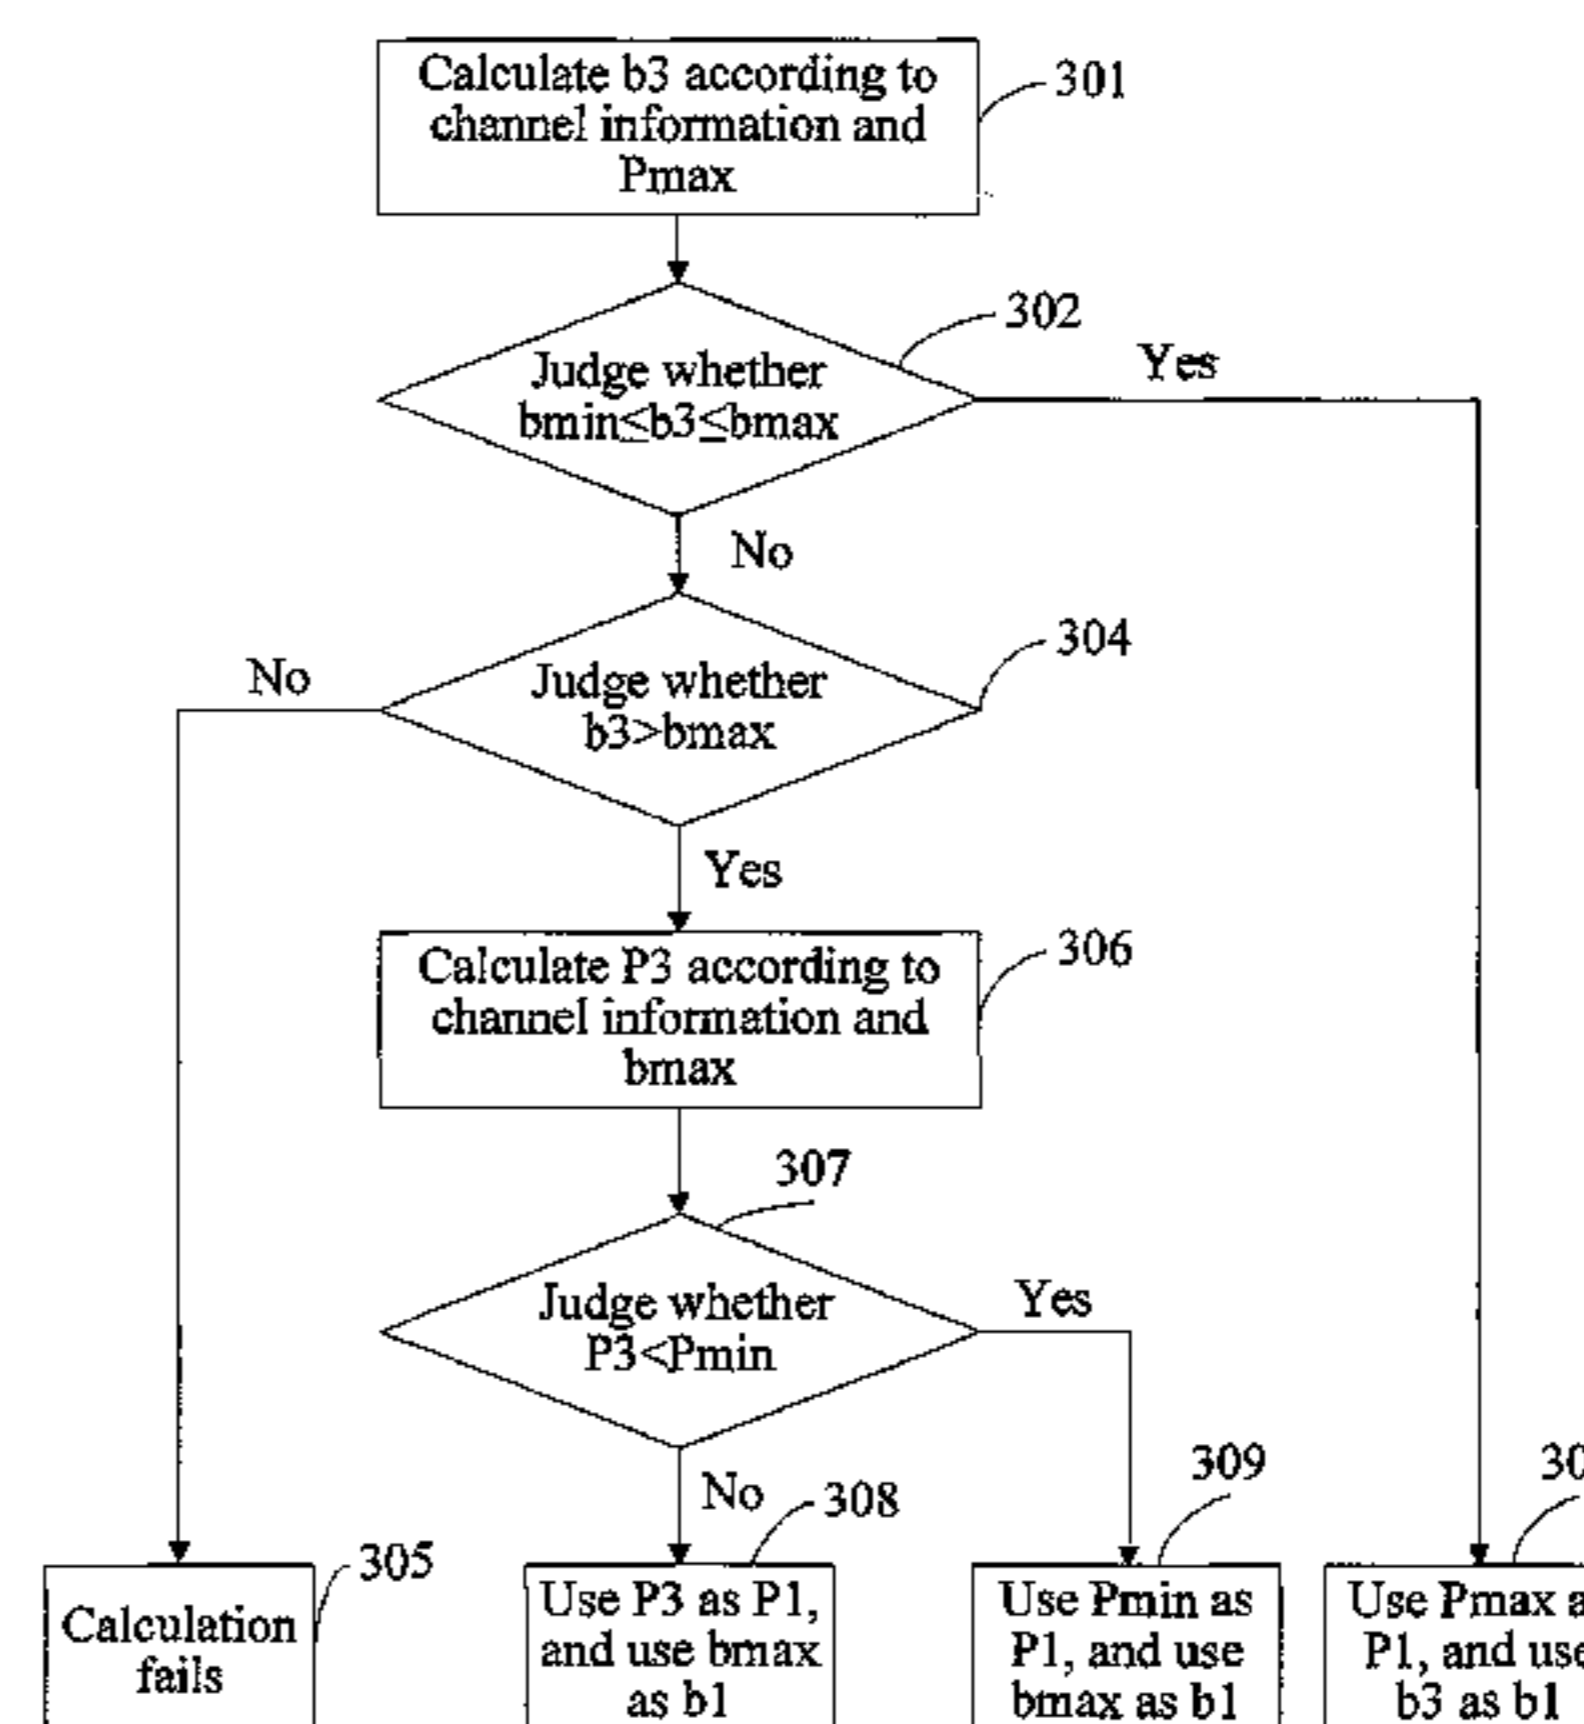 Calculate b3 according to
channel information and
Pmax
301
302
Judge whether
bmin≤b3≤bmax
Yes
No
304
Judge whether
b3>bmax
No
Yes
306
Calculate P3 according to
channel information and
bmax
307
Judge whether
P3<Pmin
Yes
No
305
Calculation
fails
308
Use P3 as P1,
and use bmax
as b1
309
Use Pmin as
P1, and use
bmax as b1
Use Pmax
P1, and use
b3 as b1